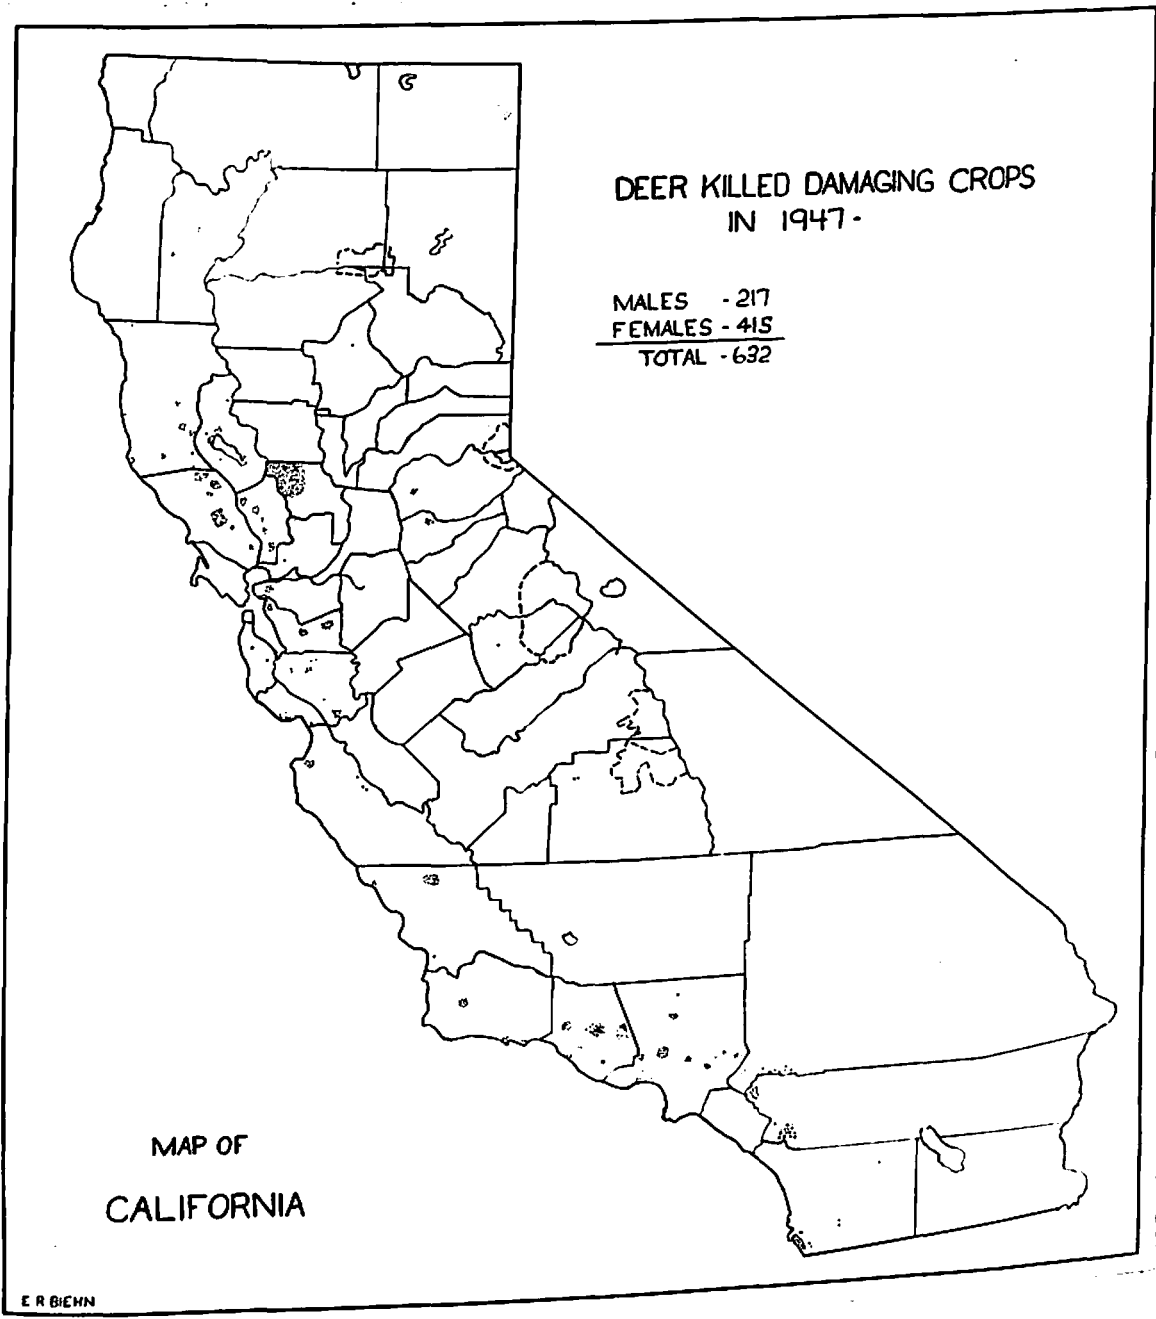 DEER KILLED DAMAGING CROPS
IN 1947-
MALES - 217
FEMALES - 415
TOTAL - 632
MAP OF
CALIFORNIA
E R BIEHN